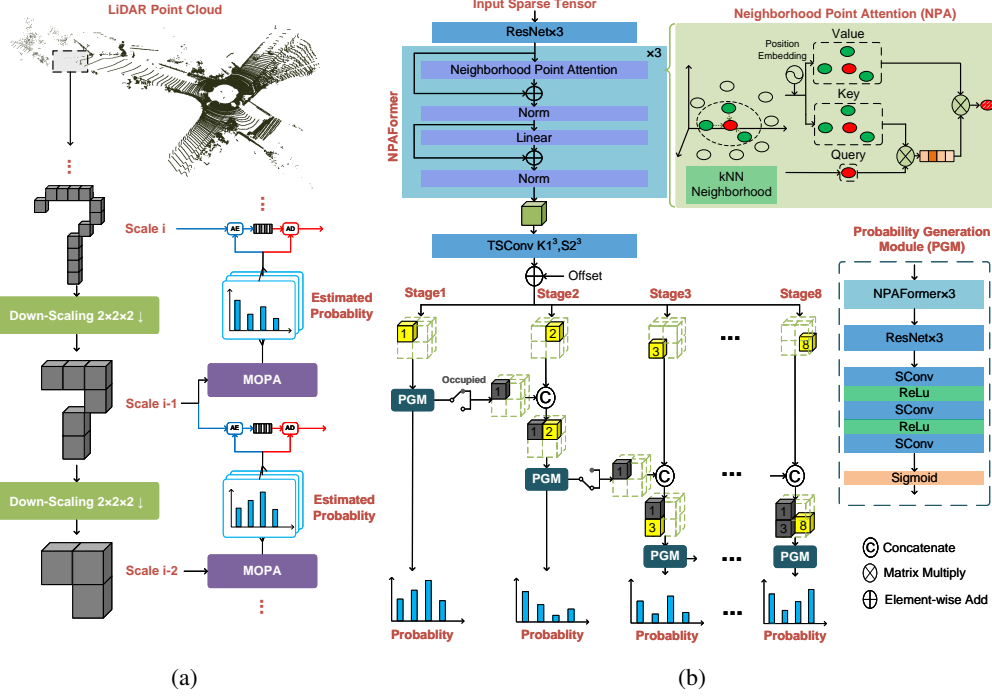 LiDAR Point Cloud
Scale i
AE
AD
Estimated
Probablity
Down-Scaling 2×2×2 ↓
MOPA
Scale i-1
AE
AD
Estimated
Probablity
Down-Scaling 2×2×2 ↓
Scale i-2
MOPA
(a)
Input Sparse Tensor
ResNet×3
×3
NPAFormer
Neighborhood Point Attention
Norm
Linear
Norm
TSConv K1³,S2³
Offset
Neighborhood Point Attention (NPA)
Value
Position
Embedding
Key
Query
kNN
Neighborhood
Stage1
Stage2
Stage3
Stage8
1
2
3
8
PGM
Occupied
1
C
1 2
PGM
1
C
C
1
3
1
8
PGM
PGM
Probablity
Probablity
Probablity
Probablity
Probability Generation
Module (PGM)
NPAFormer×3
ResNet×3
SConv
ReLu
SConv
ReLu
SConv
Sigmoid
C Concatenate
Matrix Multiply
Element-wise Add
(b)